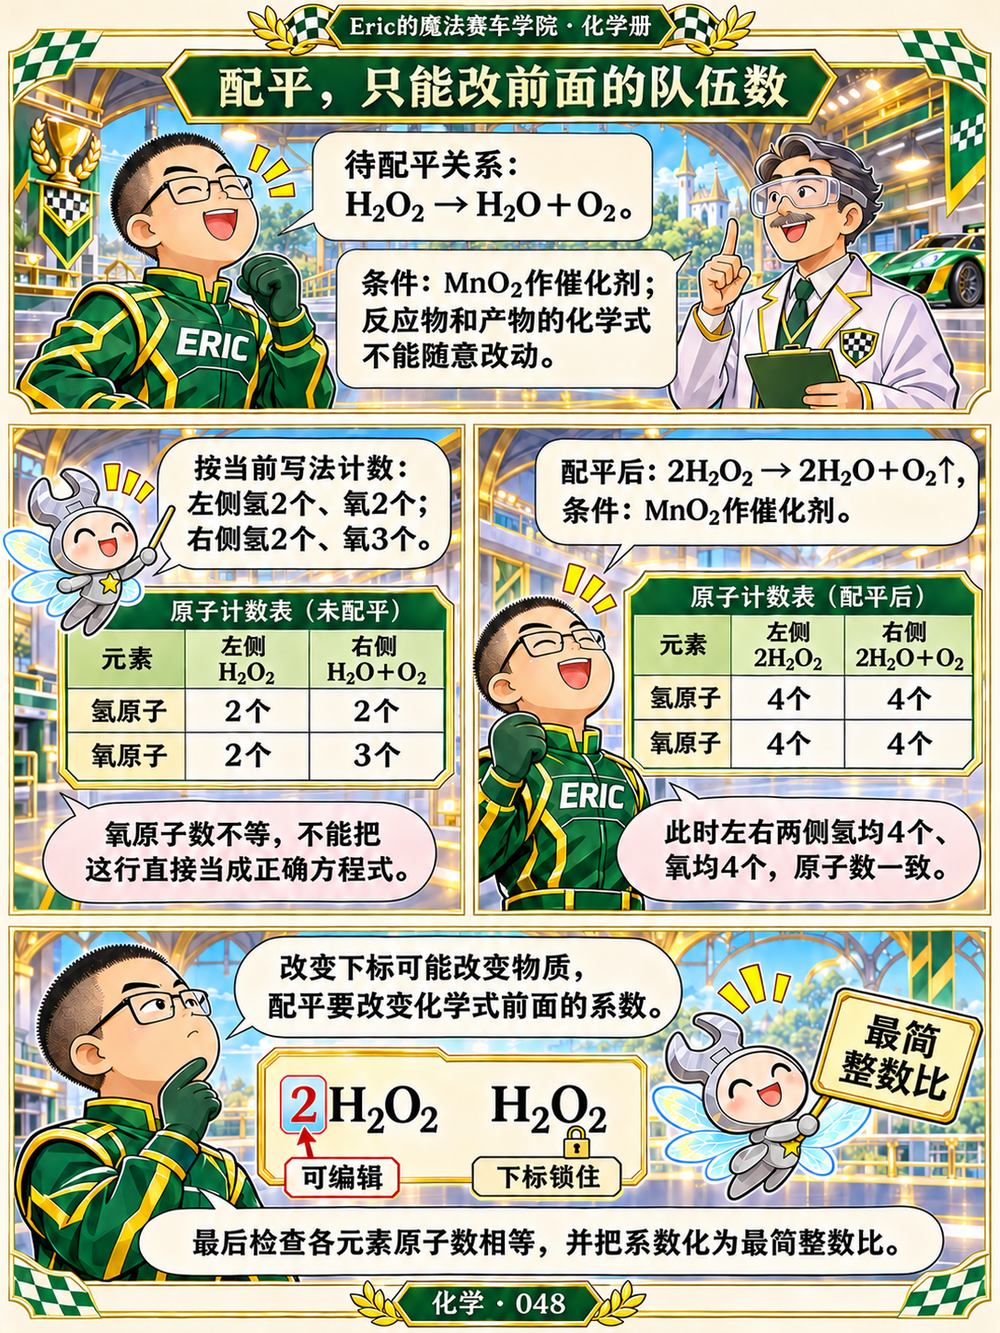 Eric的魔法赛车学院·化学册
配平，只能改前面的队伍数
待配平关系：
H₂O₂→H₂O＋O₂。
条件：MnO₂作催化剂；
反应物和产物的化学式
不能随意改动。
ERIC
按当前写法计数：
左侧氢2个、氧2个；
右侧氢2个、氧3个。
原子计数表（未配平）
元素 左侧 H₂O₂ 右侧 H₂O＋O₂
氢原子 2个 2个
氧原子 2个 3个
氧原子数不等，不能把
这行直接当成正确方程式。
配平后：2H₂O₂→2H₂O＋O₂↑，
条件：MnO₂作催化剂。
原子计数表（配平后）
元素 左侧 2H₂O₂ 右侧 2H₂O＋O₂
氢原子 4个 4个
氧原子 4个 4个
ERIC
此时左右两侧氢均4个、
氧均4个，原子数一致。
改变下标可能改变物质，
配平要改变化学式前面的系数。
2H₂O₂ H₂O₂
可编辑 下标锁住
最简
整数比
最后检查各元素原子数相等，并把系数化为最简整数比。
化学·048